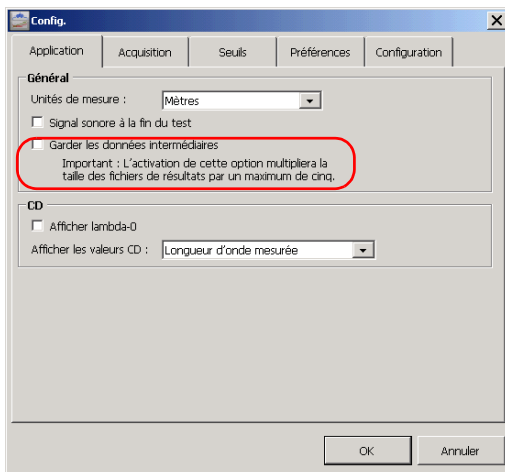 Config.
Application
Acquisition
Seuils
Préférences
Configuration
Général
Unités de mesure :
Mètres
Signal sonore à la fin du test
Garder les données intermédiaires
Important : L'activation de cette option multipliera la
taille des fichiers de résultats par un maximum de cinq.
CD
Afficher lambda-0
Afficher les valeurs CD :
Longueur d'onde mesurée
OK
Annuler